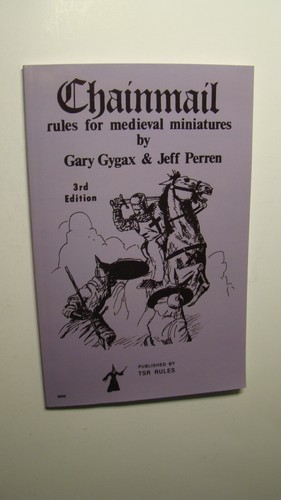 Chainmail
rules for medieval miniatures
by
Gary Gygax & Jeff Perren
3rd
Edition
PUBLISHED BY
TSR RULES